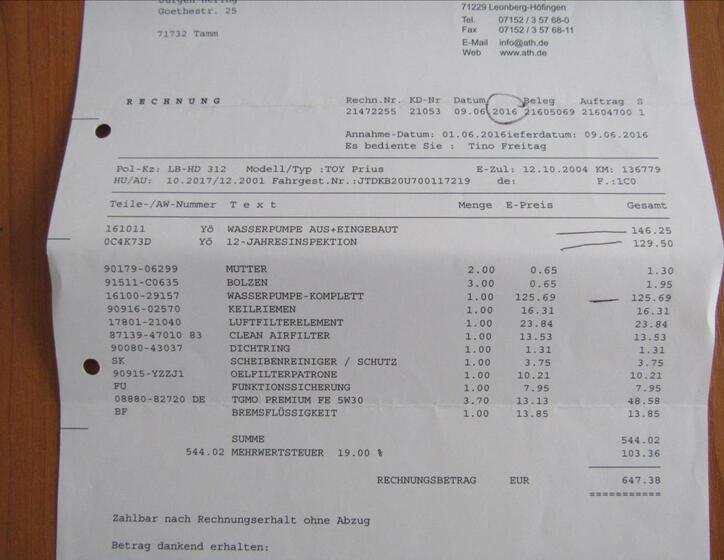 Goethestr. 25
71732 Tamm
71229 Leonberg-Höfingen
Tel. 07152 / 3 57 68-0
Fax 07152 / 3 57 68-11
E-Mail info@ath.de
Web www.ath.de
RECHNUNG
Rechn.Nr. KD-Nr Datum Beleg Auftrag S
21472255 21053 09.06.2016 21605069 21604700 1
Annahme-Datum: 01.06.2016ieferdatum: 09.06.2016
Es bediente Sie : Tino Freitag
Pol-Kz: LB-HD 312 Modell/Typ :TOY Prius E-Zul: 12.10.2004 KM: 136779
HU/AU: 10.2017/12.2001 Fahrgest.Nr.:JTDKB20U700117219 de: F.:1C0
Teile-/AW-Nummer Text Menge E-Preis Gesamt
161011 Yô WASSERPUMPE AUS+EINGEBAUT 146.25
0C4K73D Yô 12-JAHRESINSPEKTION 129.50
90179-06299 MUTTER 2.00 0.65 1.30
91511-C0635 BOLZEN 3.00 0.65 1.95
16100-29157 WASSERPUMPE-KOMPLETT 1.00 125.69 125.69
90916-02570 KEILRIEMEN 1.00 16.31 16.31
17801-21040 LUFTFILTERELEMENT 1.00 23.84 23.84
87139-47010 83 CLEAN AIRFILTER 1.00 13.53 13.53
90080-43037 DICHTRING 1.00 1.31 1.31
SK SCHEIBENREINIGER / SCHUTZ 1.00 3.75 3.75
90915-YZZJ1 OELFILTERPATRONE 1.00 10.21 10.21
FU FUNKTIONSSICHERUNG 1.00 7.95 7.95
08880-82720 DE TGMO PREMIUM FE 5W30 3.70 13.13 48.58
BF BREMSFLÜSSIGKEIT 1.00 13.85 13.85
SUMME 544.02
544.02 MEHRWERTSTEUER 19.00 % 103.36
RECHNUNGSBETRAG EUR 647.38
Zahlbar nach Rechnungserhalt ohne Abzug
Betrag dankend erhalten: